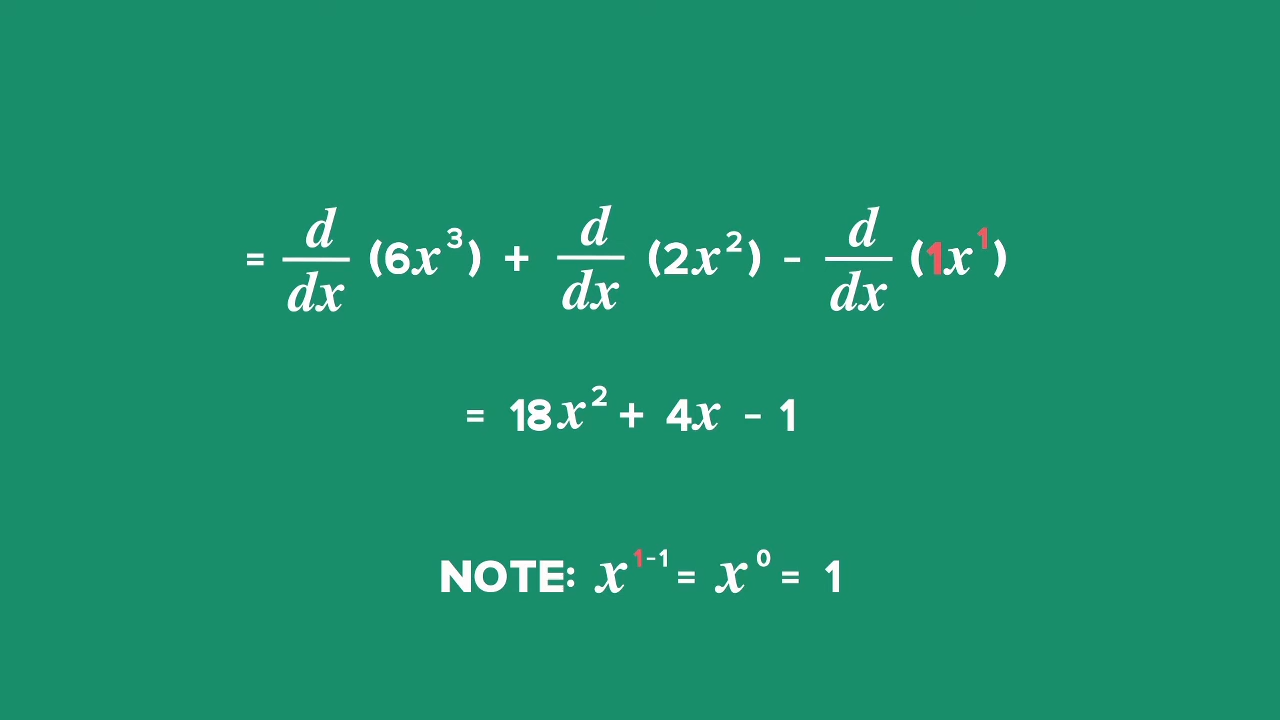 = d/dx (6x³) + d/dx (2x²) - d/dx (1x¹)
= 18x² + 4x - 1
NOTE: x¹⁻¹ = x⁰ = 1